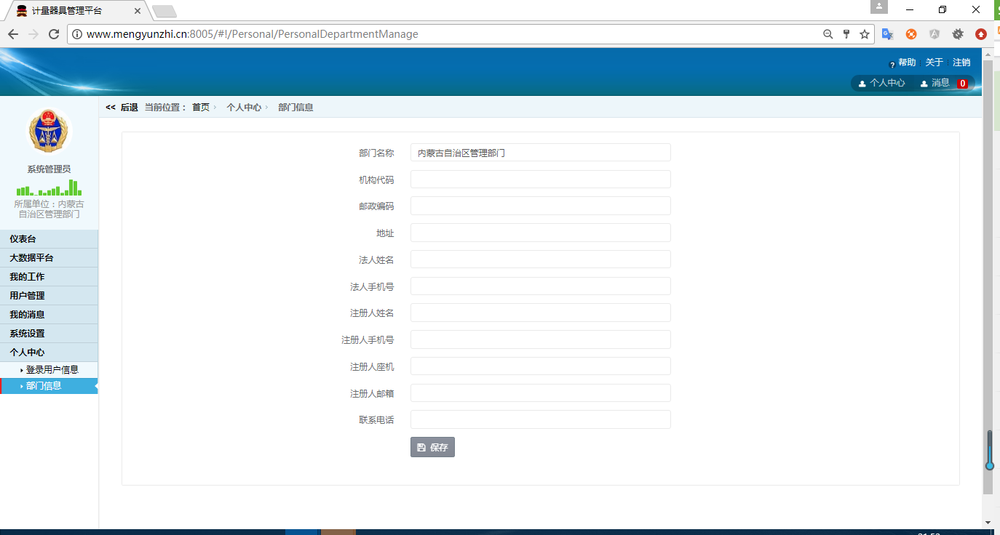 计量器具管理平台
www.mengyunzhi.cn:8005/#!/Personal/PersonalDepartmentManage
帮助 关于 注销
个人中心 消息 0
<< 后退 当前位置： 首页 › 个人中心 › 部门信息
系统管理员
所属单位：内蒙古
自治区管理部门
仪表台
大数据平台
我的工作
用户管理
我的消息
系统设置
个人中心
登录用户信息
部门信息
部门名称 内蒙古自治区管理部门
机构代码
邮政编码
地址
法人姓名
法人手机号
注册人姓名
注册人手机号
注册人座机
注册人邮箱
联系电话
保存